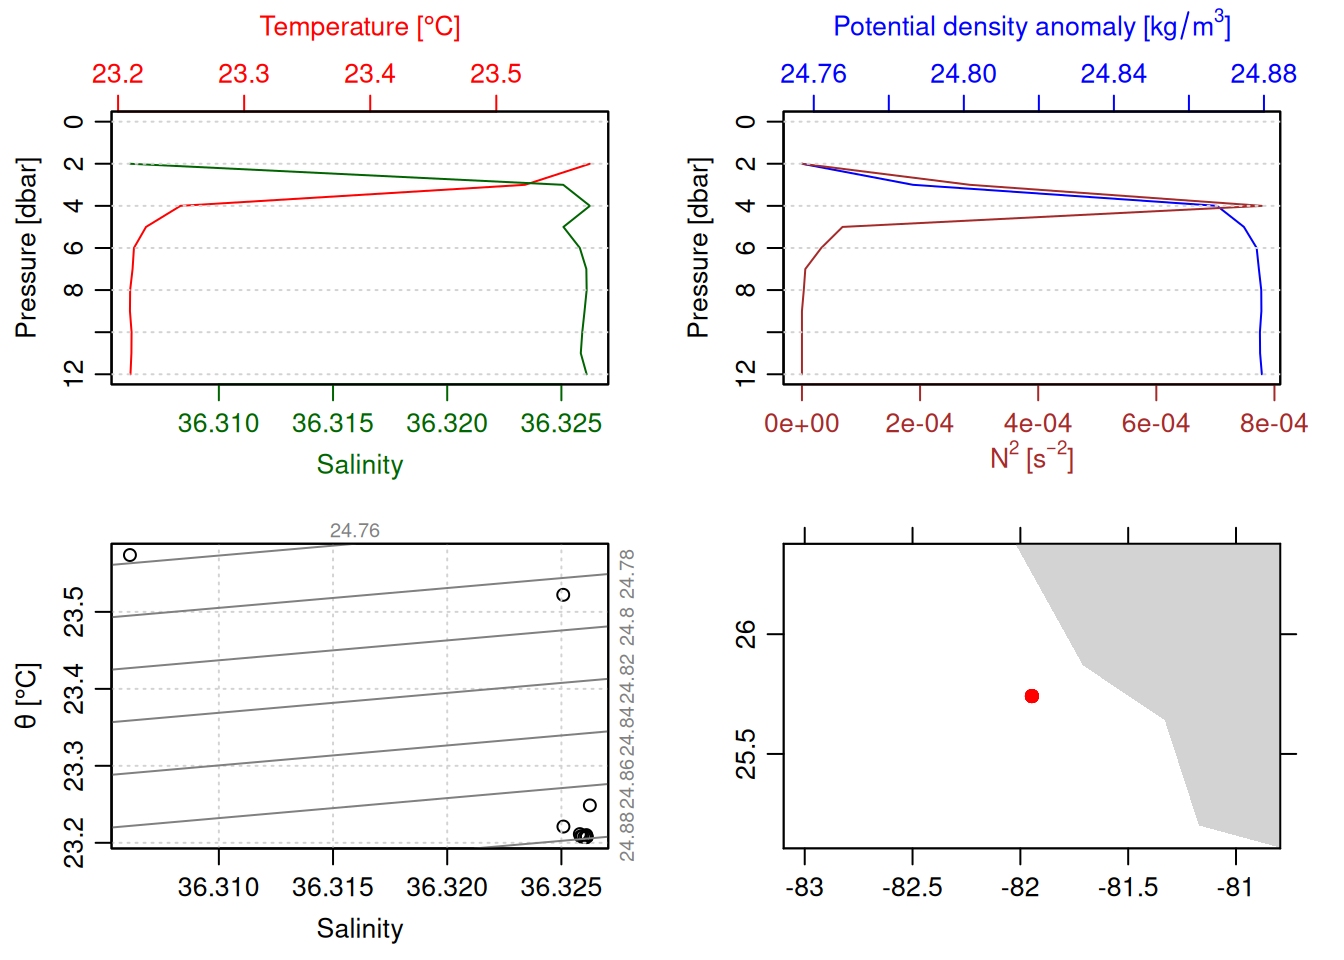 Temperature [°C]
23.2 23.3 23.4 23.5
0
2
4
6
8
12
Pressure [dbar]
36.310 36.315 36.320 36.325
Salinity
Potential density anomaly [kg/m³]
24.76 24.80 24.84 24.88
0
2
4
6
8
12
Pressure [dbar]
0e+00 2e-04 4e-04 6e-04 8e-04
N² [s⁻²]
24.76
24.78
24.8
24.82
24.84
24.86
24.88
23.5
23.4
23.3
23.2
θ [°C]
36.310 36.315 36.320 36.325
Salinity
26
25.5
-83 -82.5 -82 -81.5 -81